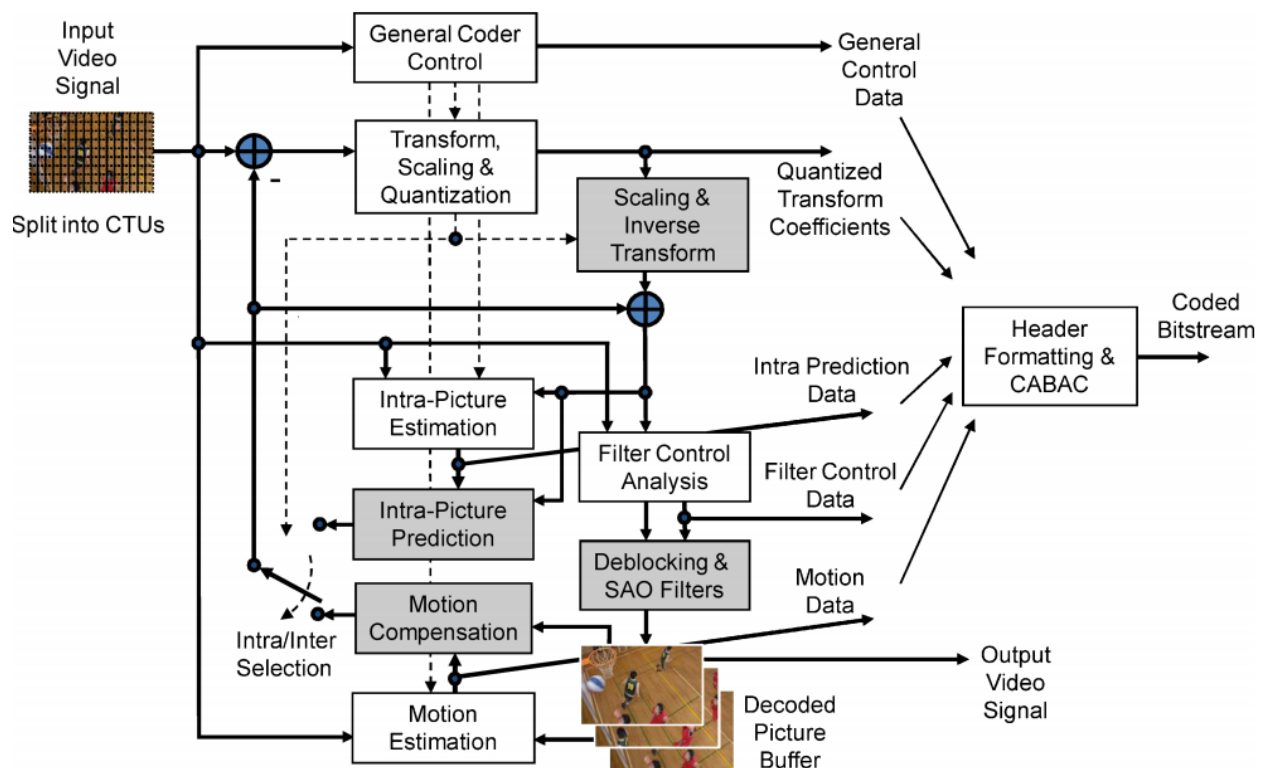 Input
Video
Signal
Split into CTUs
General Coder
Control
General
Control
Data
Transform,
Scaling &
Quantization
-
Quantized
Transform
Coefficients
Scaling &
Inverse
Transform
Header
Formatting &
CABAC
Coded
Bitstream
Intra-Picture
Estimation
Intra Prediction
Data
Filter Control
Analysis
Filter Control
Data
Intra-Picture
Prediction
Deblocking &
SAO Filters
Motion
Compensation
Motion
Data
Intra/Inter
Selection
Motion
Estimation
Decoded
Picture
Buffer
Output
Video
Signal